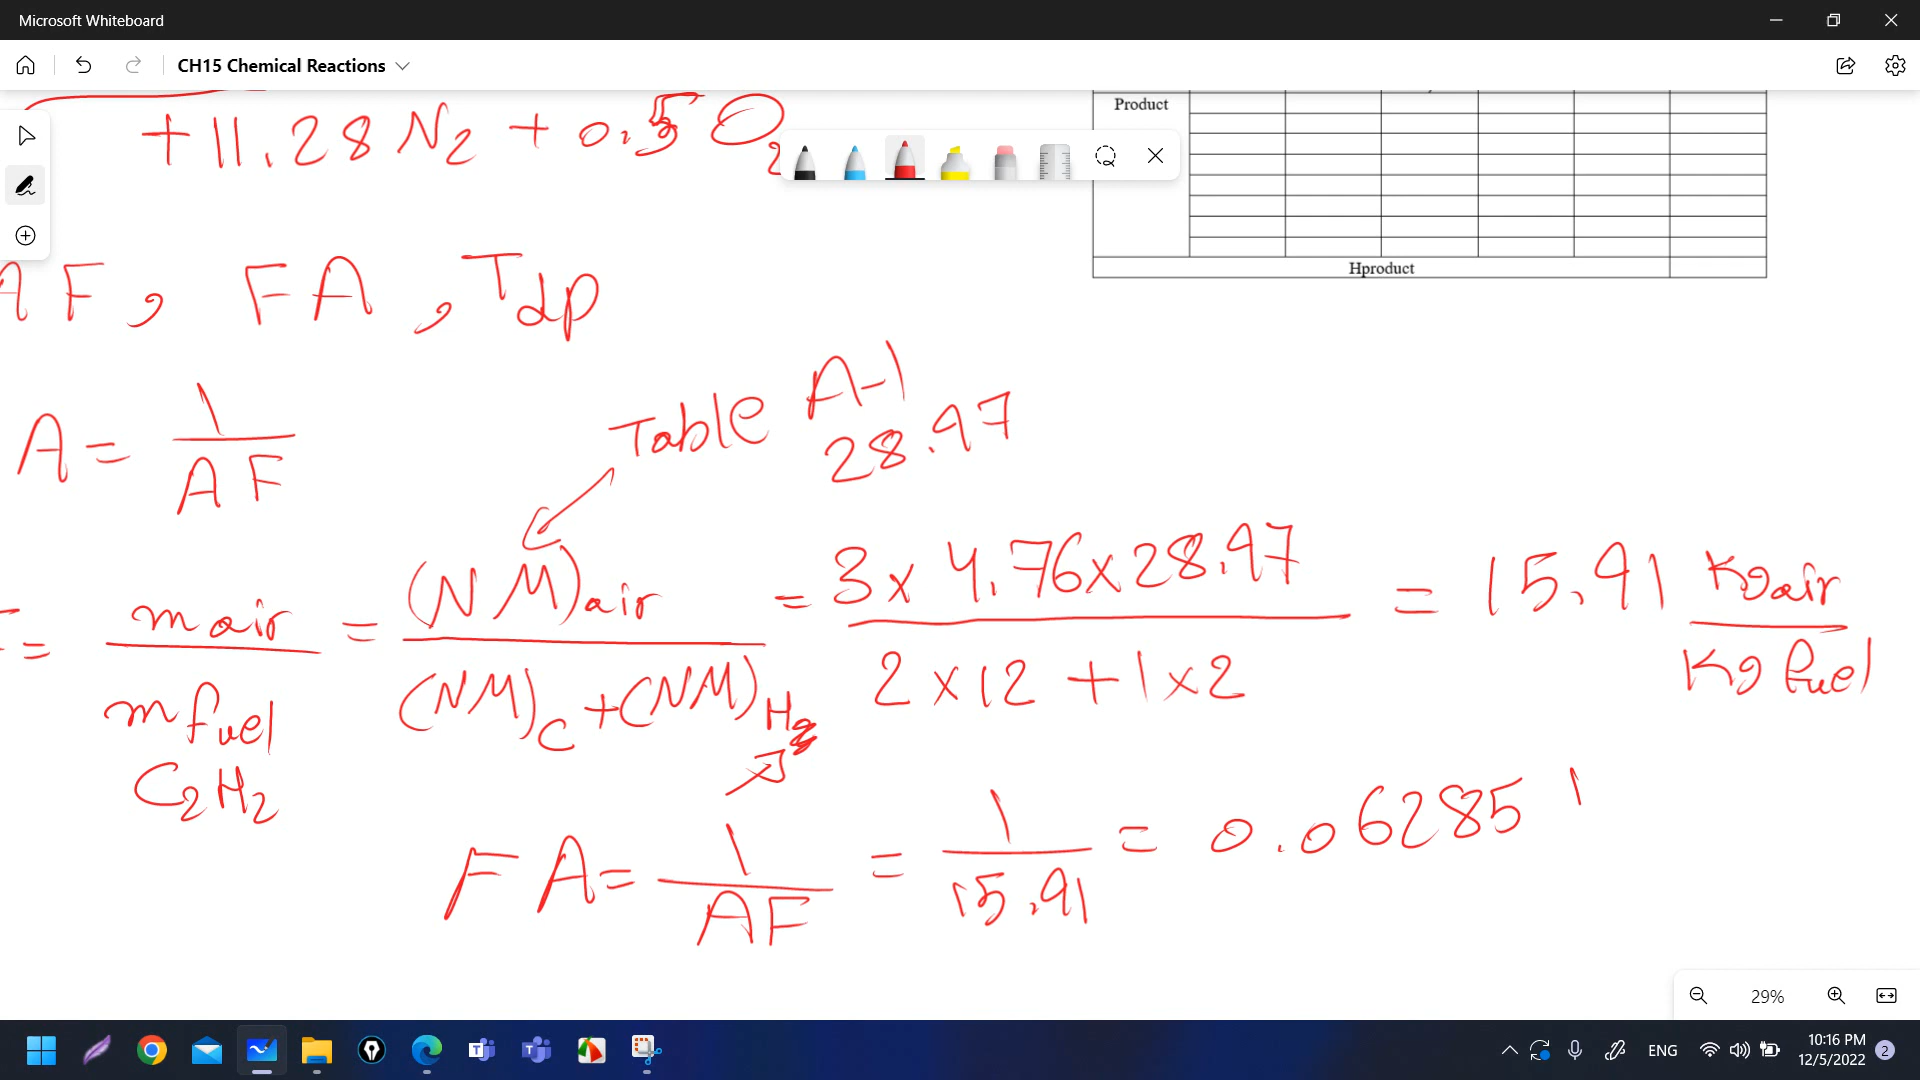 Microsoft Whiteboard
CH15 Chemical Reactions
+ 11.28 N₂ + 0.5 O₂
Product
Hproduct
AF, FA, Tdp
A = 1/AF
Table A-1
28.97
= m air / m fuel = (NM)air / (NM)C + (NM)H₂ = 3 x 4.76 x 28.97 / 2 x 12 + 1 x 2 = 15.91 Kg air / Kg fuel
C₂H₂
FA = 1/AF = 1/15.91 = 0.06285
29%
ENG
10:16 PM
12/5/2022
2